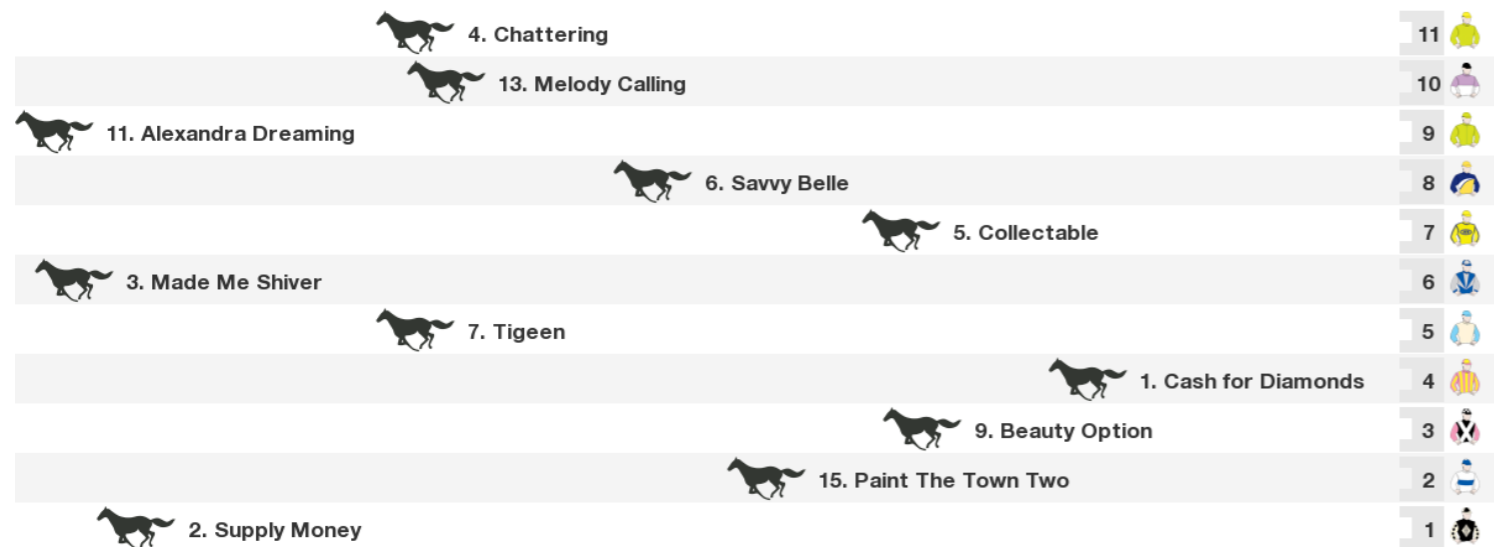 4. Chattering 11
13. Melody Calling 10
11. Alexandra Dreaming 9
6. Savvy Belle 8
5. Collectable 7
3. Made Me Shiver 6
7. Tigeen 5
1. Cash for Diamonds 4
9. Beauty Option 3
15. Paint The Town Two 2
2. Supply Money 1